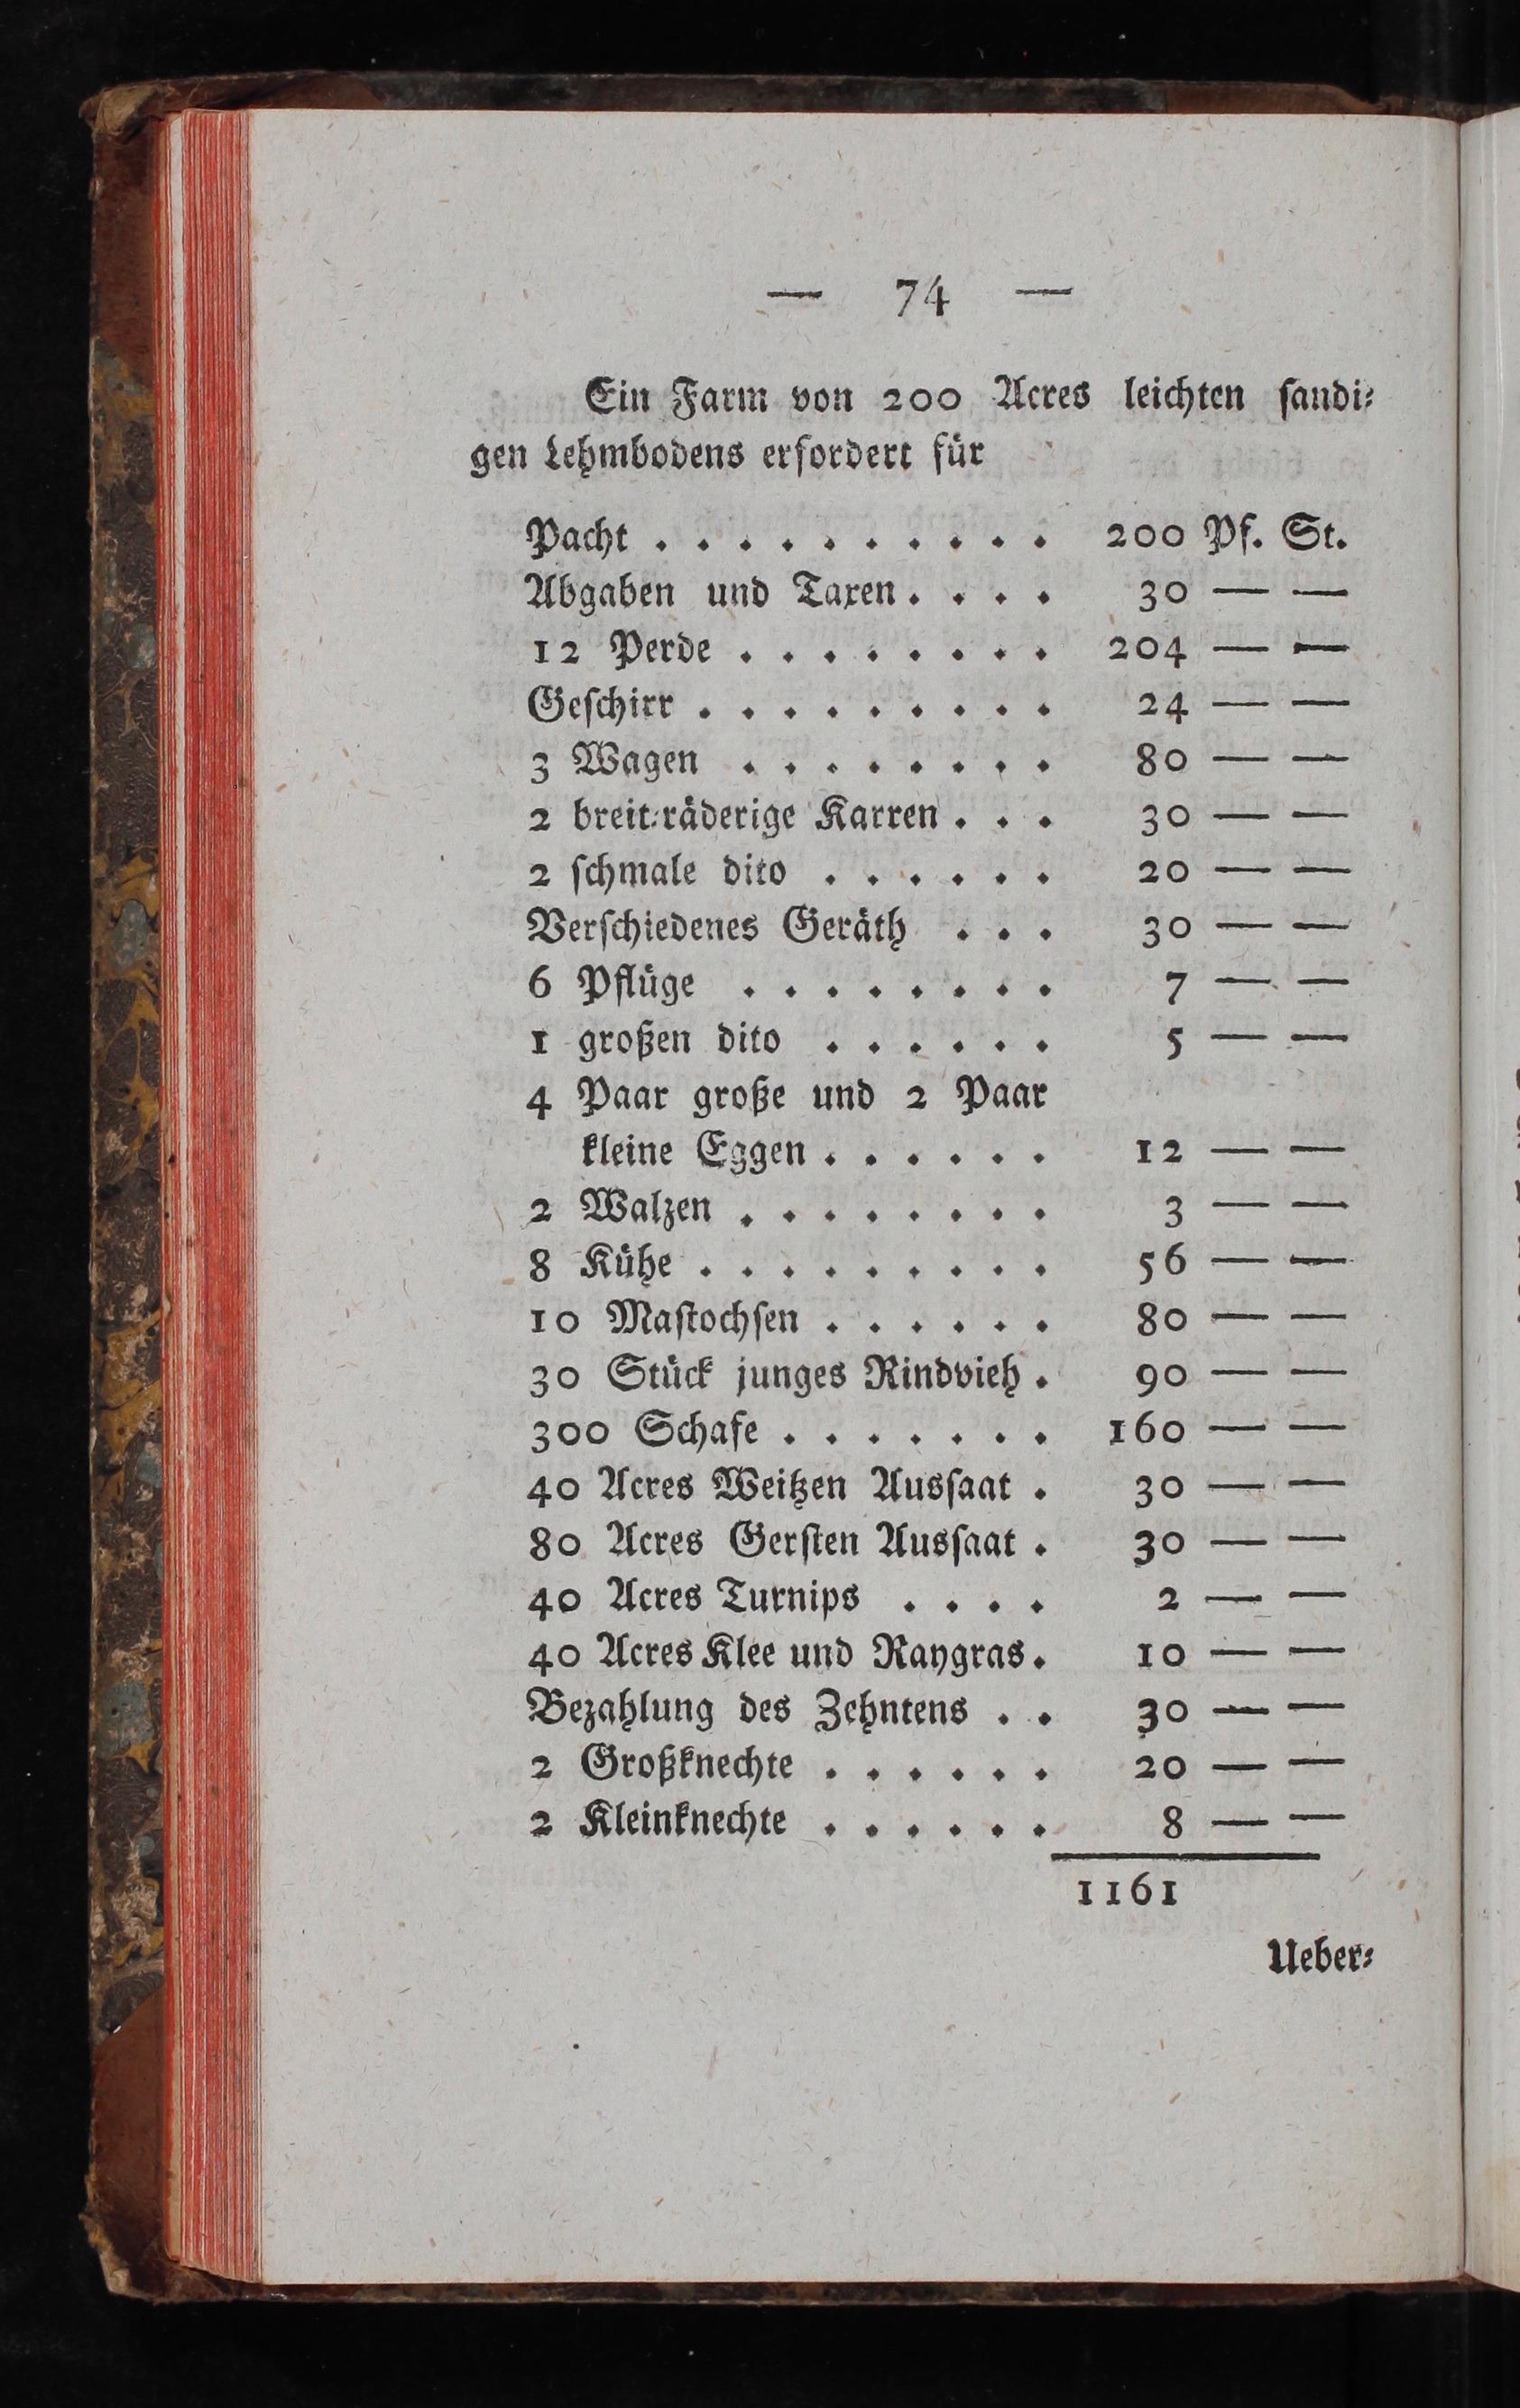 — 74 —
Ein Farm von 200 Acres leichten sandi-
gen Lehmbodens erfordert für
Pacht . . . . . . . . . . 200 Pf. St.
Abgaben und Taxen. . . . 30 — —
12 Perde . . . . . . . . 204 — —
Geschirr . . . . . . . . . 24 — —
3 Wagen . . . . . . . . 80 — —
2 breit-räderige Karren . . . 30 — —
2 schmale dito . . . . . . 20 — —
Verschiedenes Geräth . . . 30 — —
6 Pflüge . . . . . . . . 7 — —
1 großen dito . . . . . . 5 — —
4 Paar große und 2 Paar
kleine Eggen . . . . . . 12 — —
2 Walzen . . . . . . . . 3 — —
8 Kühe . . . . . . . . . 56 — —
10 Mastochsen . . . . . . 80 — —
30 Stück junges Rindvieh . 90 — —
300 Schafe . . . . . . . 160 — —
40 Acres Weitzen Aussaat . 30 — —
80 Acres Gersten Aussaat . 30 — —
40 Acres Turnips . . . . 2 — —
40 Acres Klee und Raygras. 10 — —
Bezahlung des Zehntens . . 30 — —
2 Großknechte . . . . . . 20 — —
2 Kleinknechte . . . . . . 8 — —
1161
Ueber-